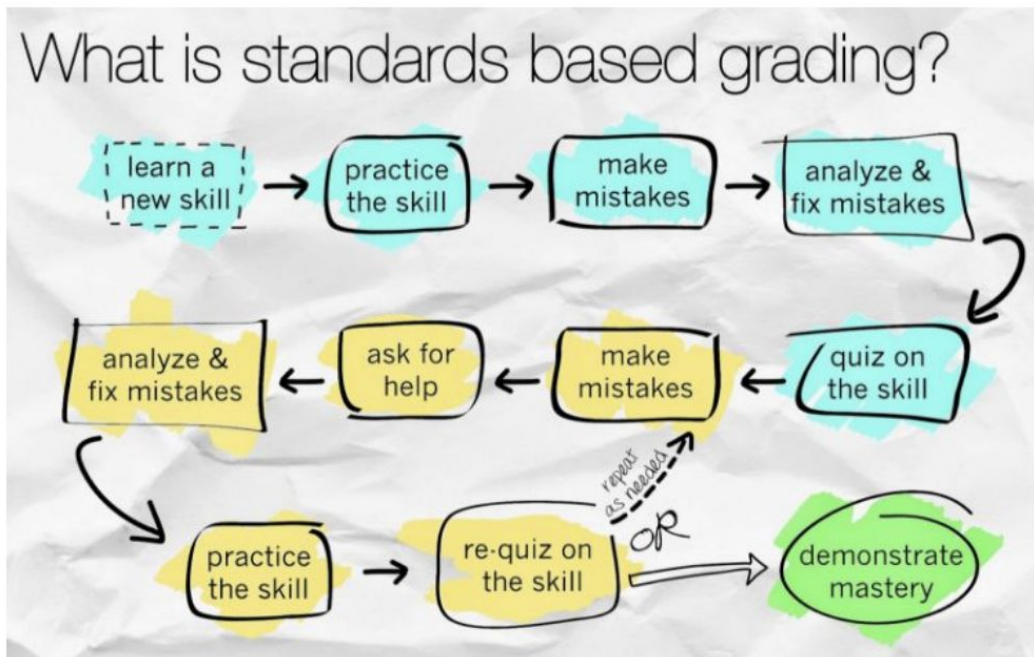 What is standards based grading?
learn a
new skill
practice
the skill
make
mistakes
analyze &
fix mistakes
quiz on
the skill
make
mistakes
ask for
help
analyze &
fix mistakes
practice
the skill
re-quiz on
the skill
repeat
as needed
OR
demonstrate
mastery